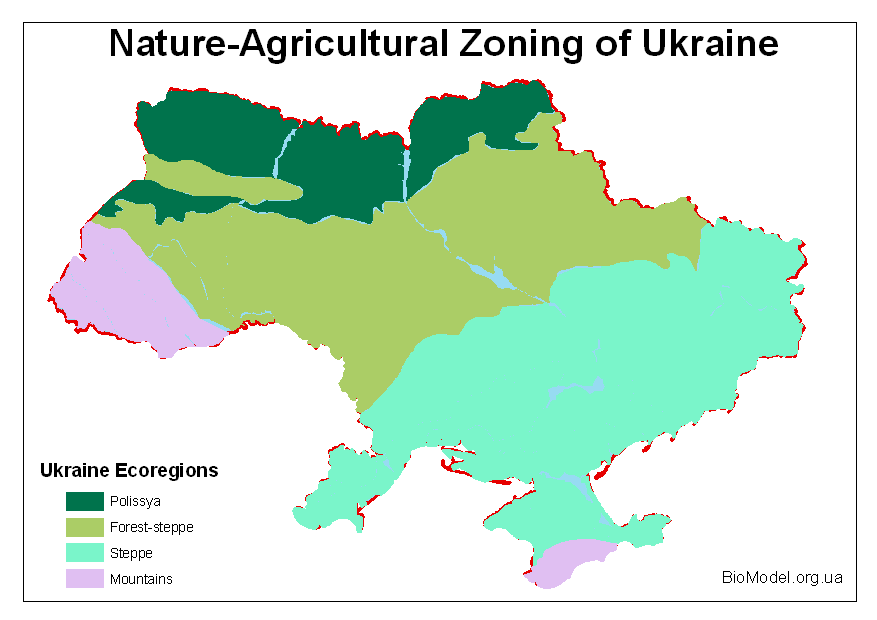 Nature-Agricultural Zoning of Ukraine
Ukraine Ecoregions
Polissya
Forest-steppe
Steppe
Mountains
BioModel.org.ua